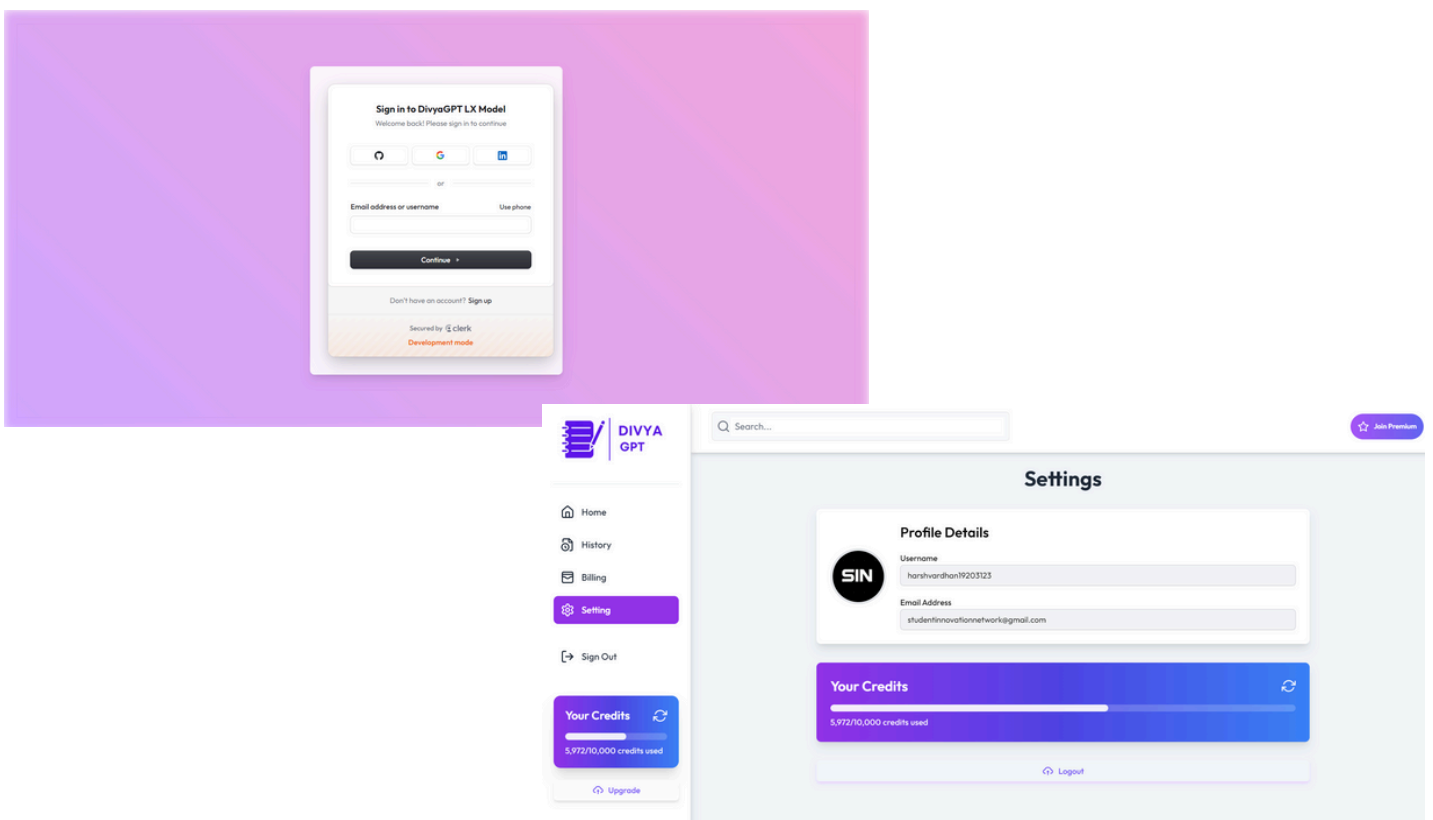 Sign in to DivyaGPT LX Model
Welcome back! Please sign in to continue
or
Email address or username Use phone
Continue
Don't have an account? Sign up
Secured by clerk
Development mode
DIVYA
GPT
Search...
Join Premium
Home
History
Billing
Setting
Sign Out
Your Credits
5,972/10,000 credits used
Upgrade
Settings
Profile Details
SIN
Username
harshvardhan19203123
Email Address
studentinnovationnetwork@gmail.com
Your Credits
5,972/10,000 credits used
Logout